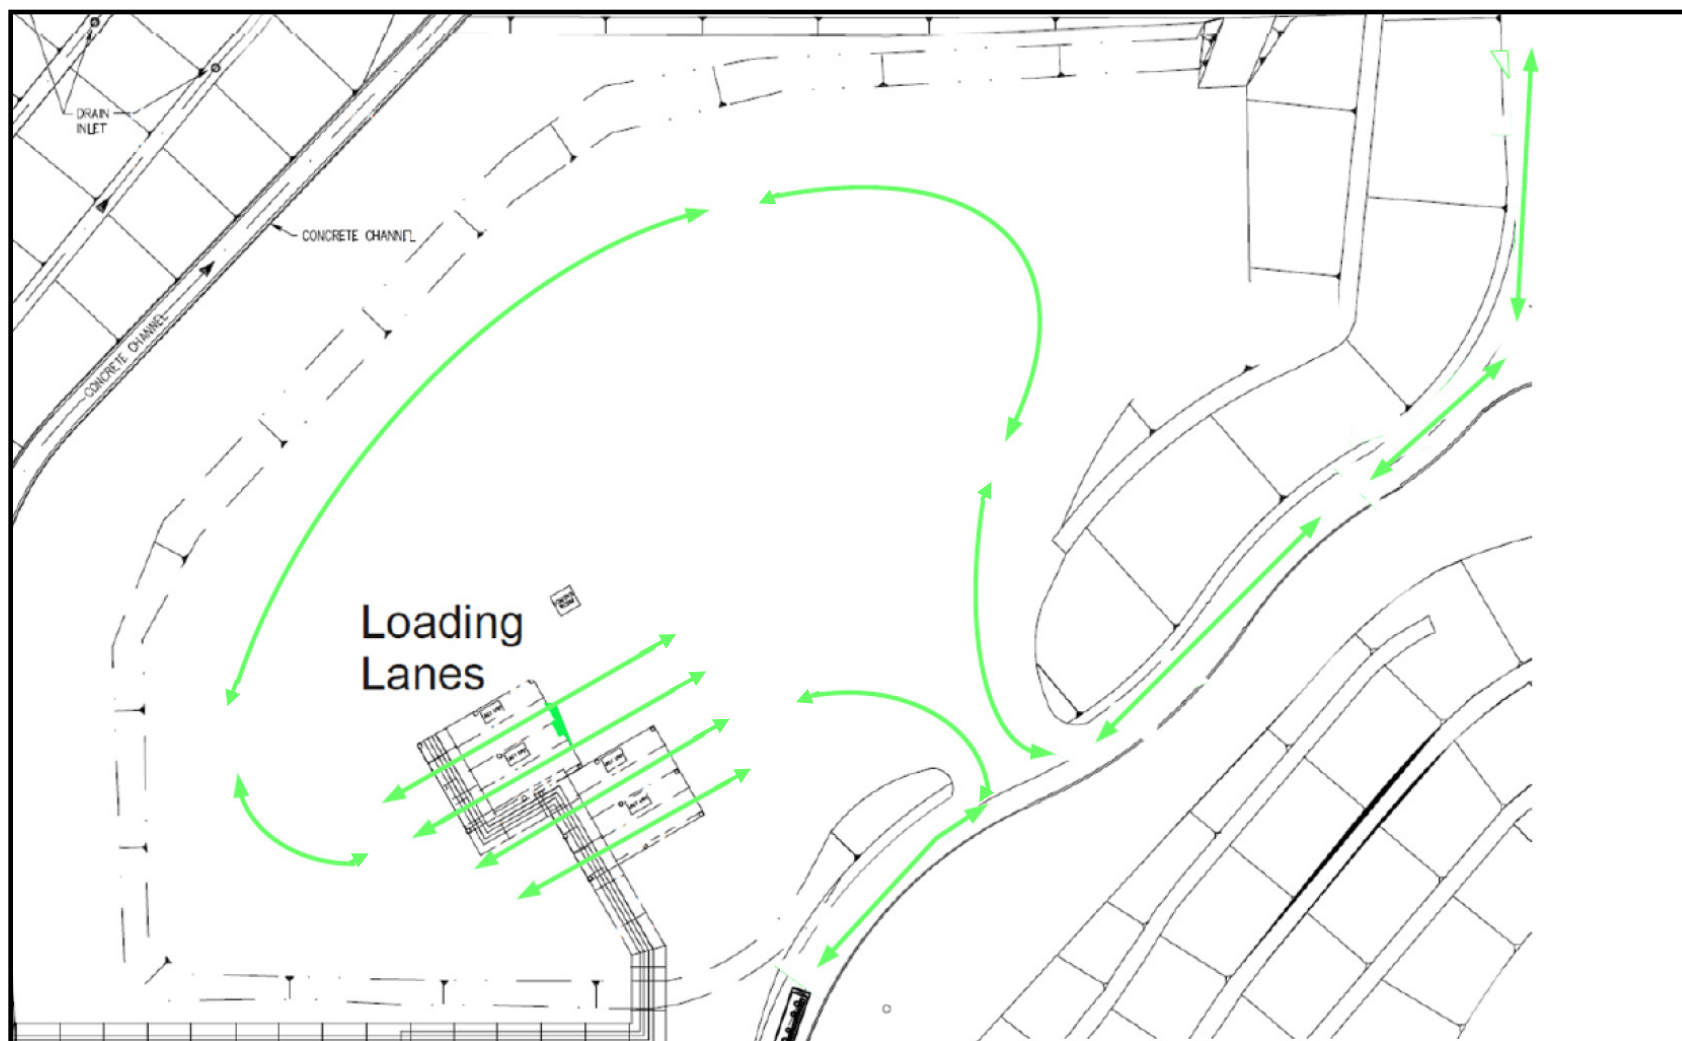 DRAIN
INLET
CONCRETE CHANNEL
CONCRETE CHANNEL
Loading
Lanes